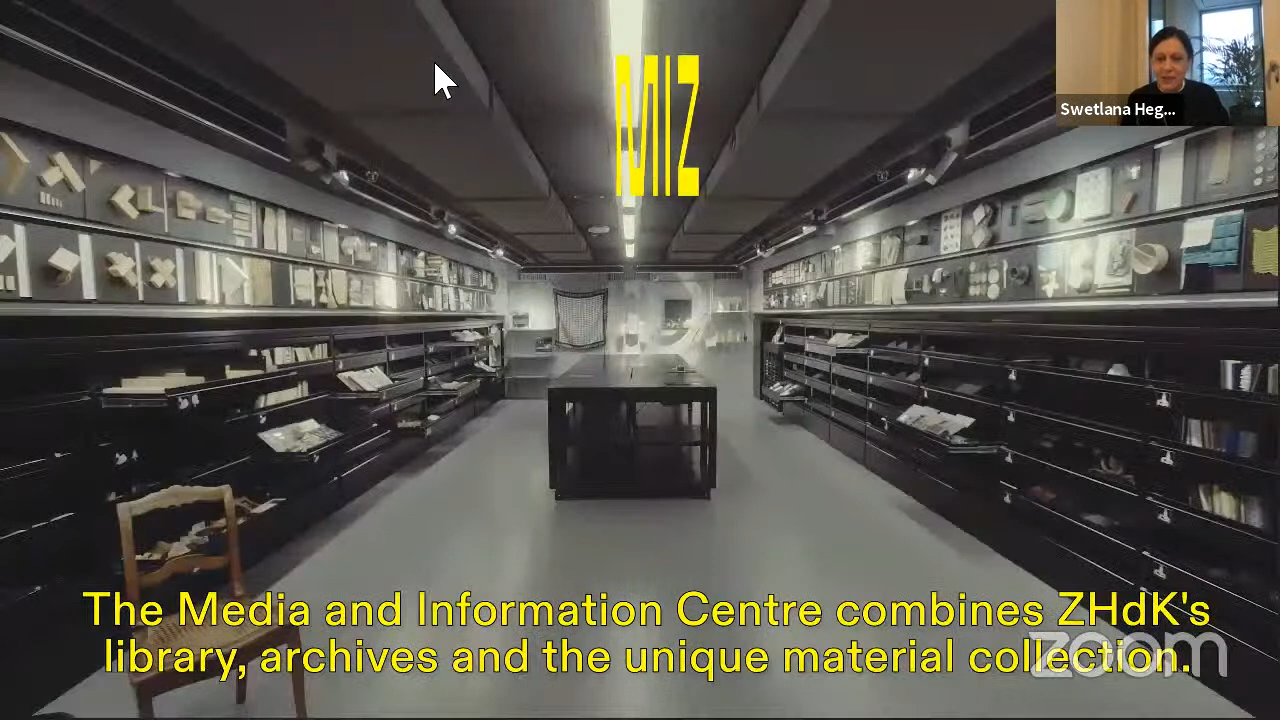 MIZ
Swetlana Heg...
The Media and Information Centre combines ZHdK's
library, archives and the unique material collection.
zoom